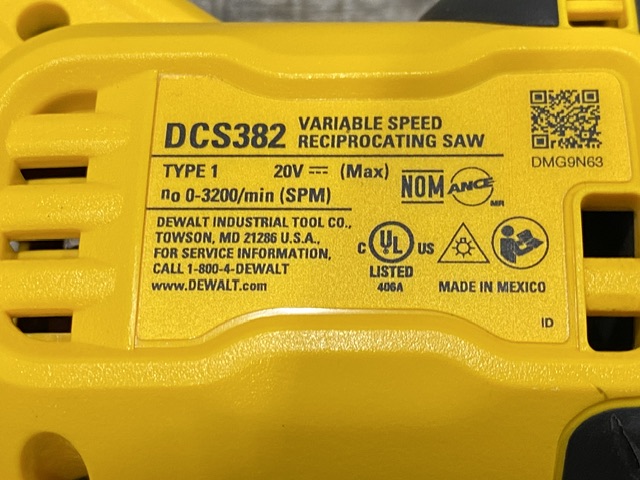 DCS382 VARIABLE SPEED
RECIPROCATING SAW
TYPE 1 20V ⎓ (Max)
no 0-3200/min (SPM)
NOM ANCE MR
DMG9N63
DEWALT INDUSTRIAL TOOL CO.,
TOWSON, MD 21286 U.S.A.,
FOR SERVICE INFORMATION,
CALL 1-800-4-DEWALT
www.DEWALT.com
C UL US
LISTED
406A
MADE IN MEXICO
ID